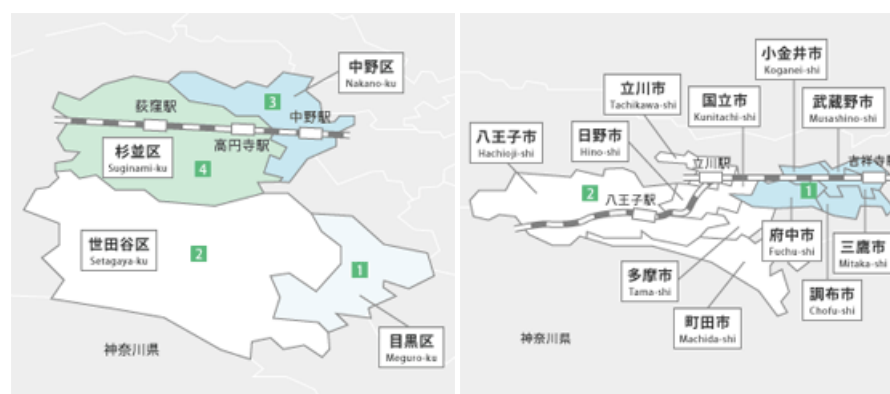 中野区
Nakano-ku
荻窪駅
3
中野駅
高円寺駅
杉並区
Suginami-ku
4
世田谷区
Setagaya-ku
2
1
目黒区
Meguro-ku
神奈川県
小金井市
Koganei-shi
立川市
Tachikawa-shi
国立市
Kunitachi-shi
武蔵野市
Musashino-shi
八王子市
Hachioji-shi
日野市
Hino-shi
立川駅
吉祥寺駅
2
八王子駅
1
府中市
Fuchu-shi
三鷹市
Mitaka-shi
多摩市
Tama-shi
調布市
Chofu-shi
町田市
Machida-shi
神奈川県